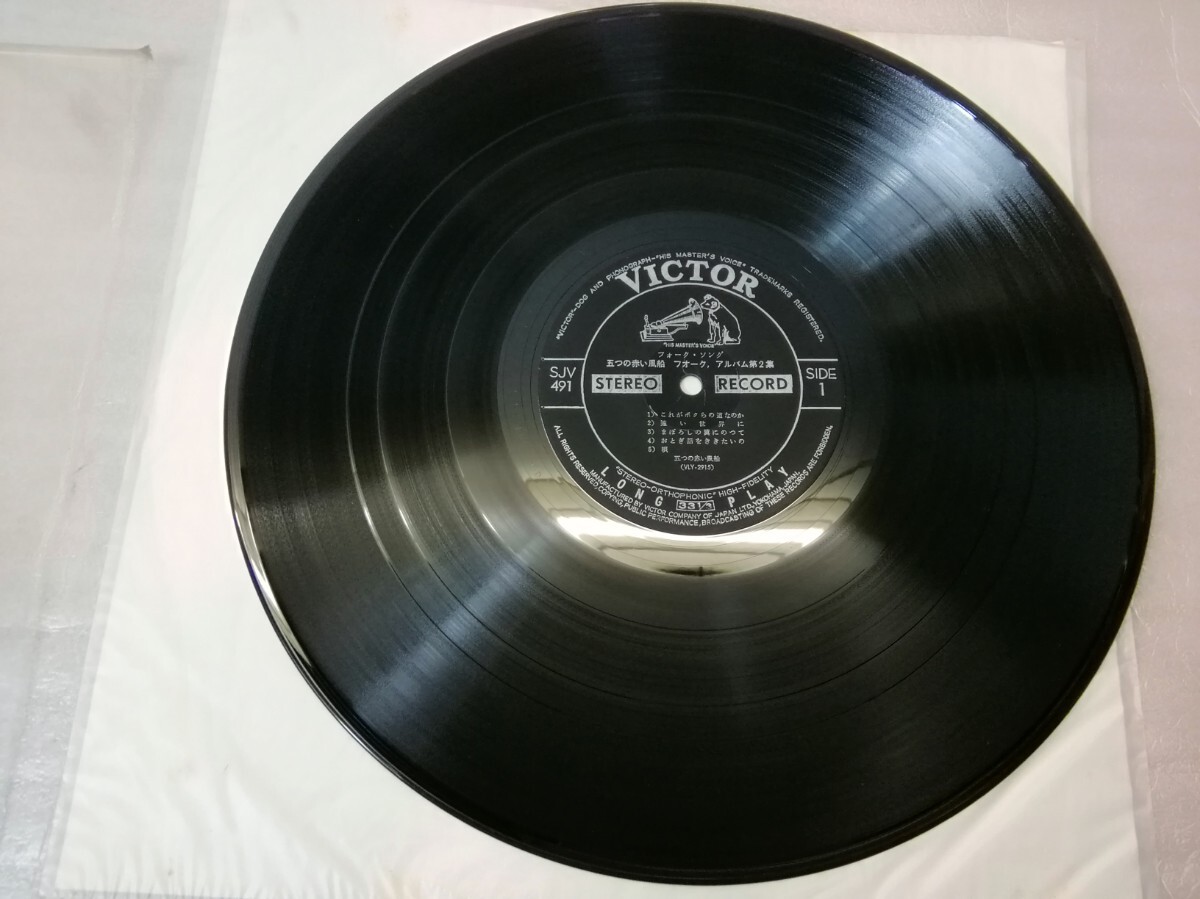 "VICTOR"-DOG AND PHONOGRAPH-"HIS MASTER'S VOICE" TRADEMARKS REGISTERED.
VICTOR
"HIS MASTER'S VOICE"
フォーク・ソング
五つの赤い風船 フオーク, アルバム第2集
SJV
491
STEREO RECORD
SIDE
1
1) これがボクらの道なのか
2) 遠い世界に
3) まぼろしの翼にのって
4) おとぎ話をききたいの
5) 唄
五つの赤い風船
(VLY-2915)
"STEREO-ORTHOPHONIC" HIGH-FIDELITY
LONG 33 1/3 PLAY
MANUFACTURED BY VICTOR COMPANY OF JAPAN, LTD., YOKOHAMA, JAPAN.
ALL RIGHTS RESERVED. COPYING, PUBLIC PERFORMANCE, BROADCASTING OF THESE RECORDS ARE FORBIDDEN.